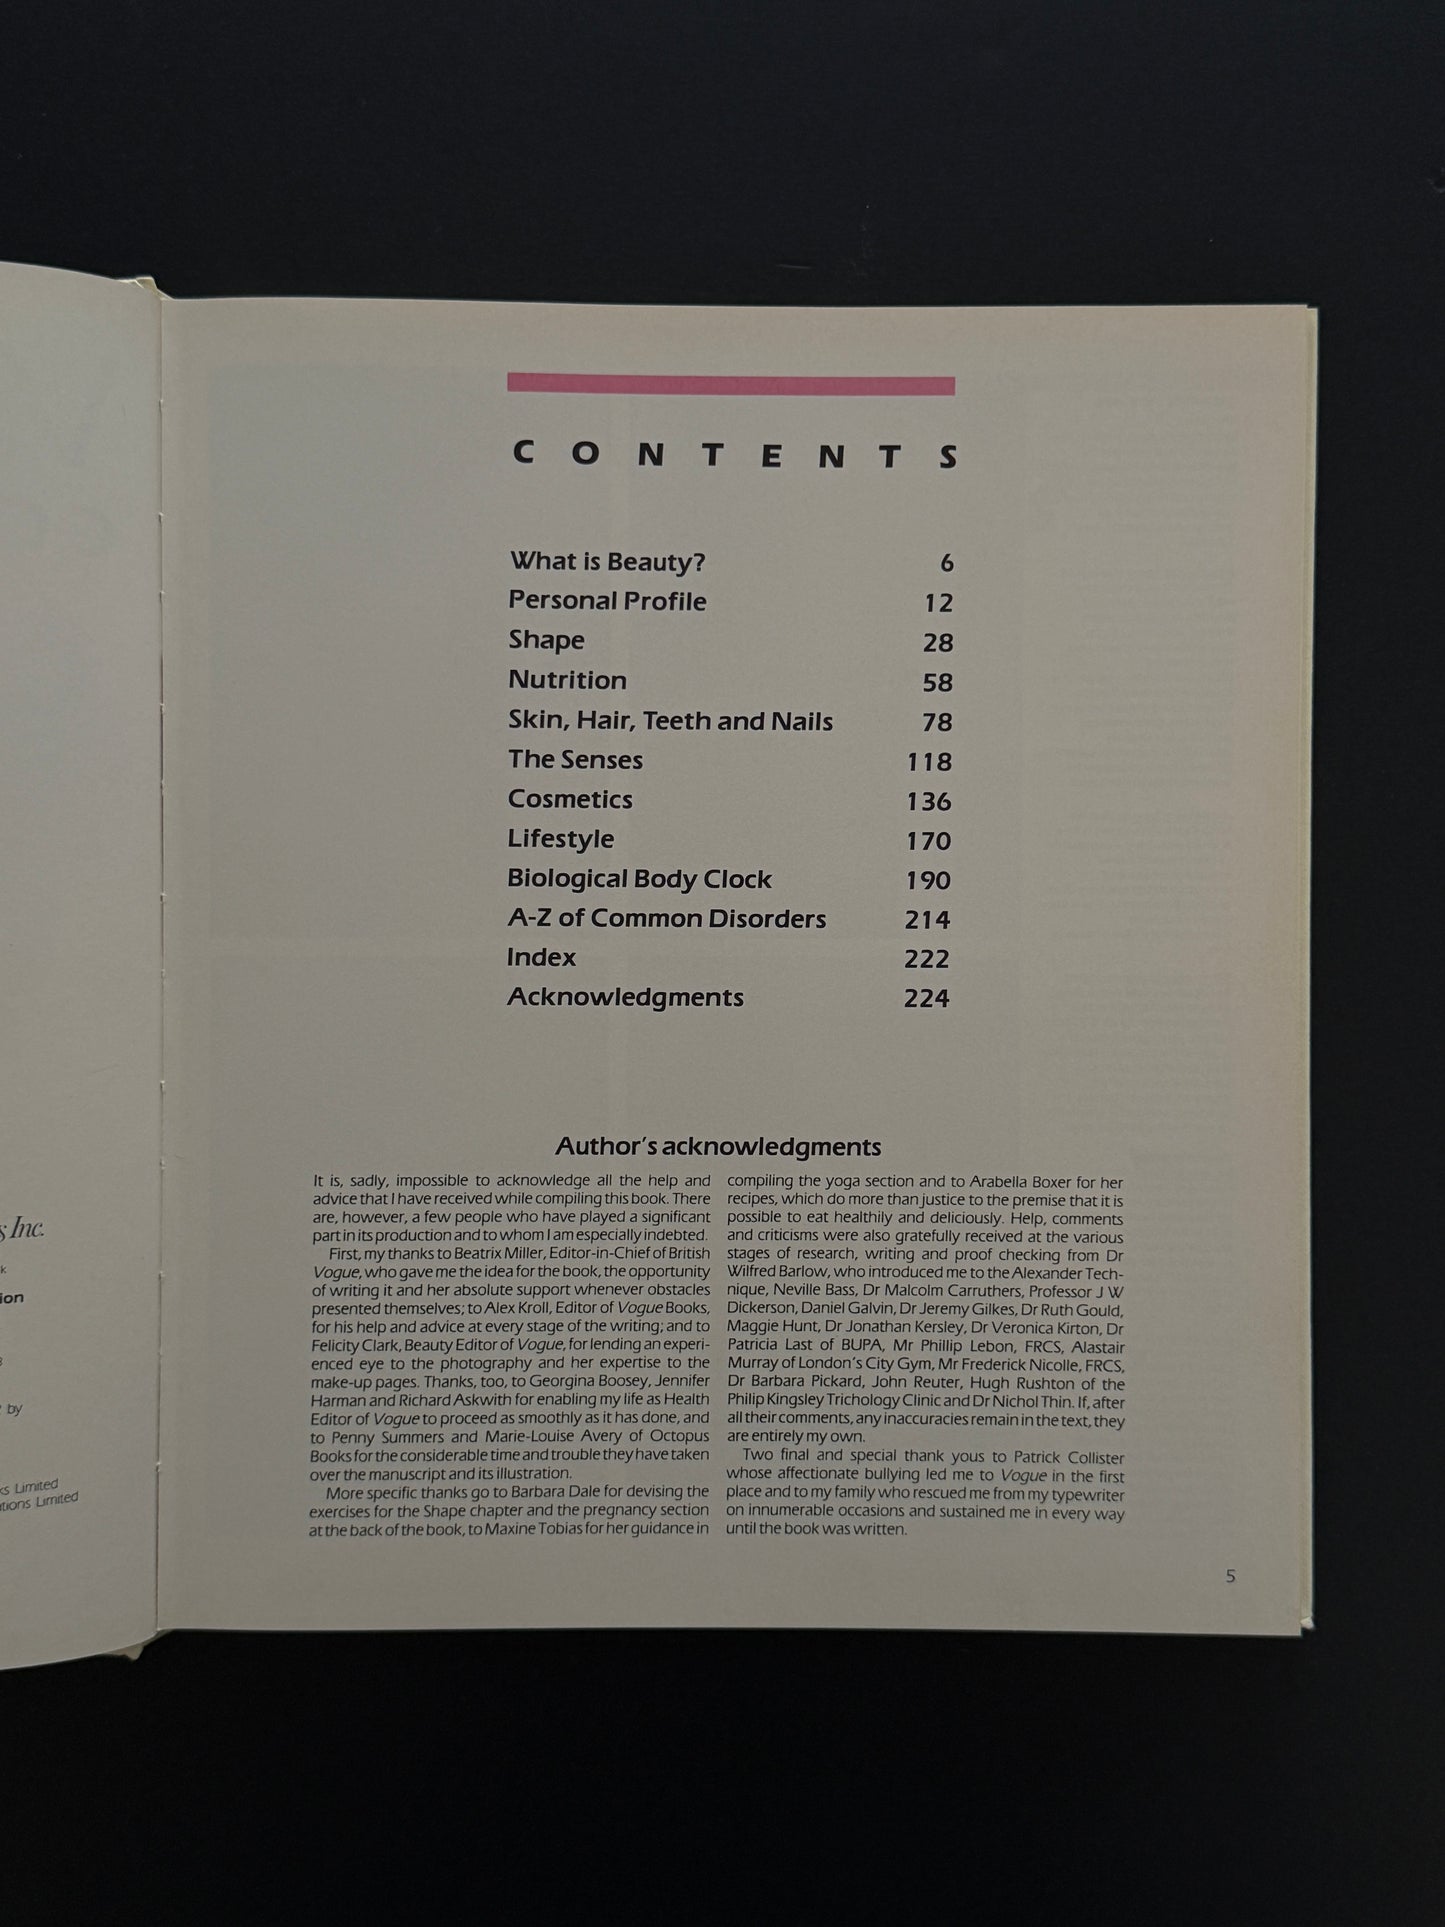 s Inc.
k
ion
3
by
ks Limited
tions Limited
CONTENTS
What is Beauty? 6
Personal Profile 12
Shape 28
Nutrition 58
Skin, Hair, Teeth and Nails 78
The Senses 118
Cosmetics 136
Lifestyle 170
Biological Body Clock 190
A-Z of Common Disorders 214
Index 222
Acknowledgments 224
Author's acknowledgments
It is, sadly, impossible to acknowledge all the help and
advice that I have received while compiling this book. There
are, however, a few people who have played a significant
part in its production and to whom I am especially indebted.
First, my thanks to Beatrix Miller, Editor-in-Chief of British
Vogue, who gave me the idea for the book, the opportunity
of writing it and her absolute support whenever obstacles
presented themselves; to Alex Kroll, Editor of Vogue Books,
for his help and advice at every stage of the writing; and to
Felicity Clark, Beauty Editor of Vogue, for lending an experi-
enced eye to the photography and her expertise to the
make-up pages. Thanks, too, to Georgina Boosey, Jennifer
Harman and Richard Askwith for enabling my life as Health
Editor of Vogue to proceed as smoothly as it has done, and
to Penny Summers and Marie-Louise Avery of Octopus
Books for the considerable time and trouble they have taken
over the manuscript and its illustration.
More specific thanks go to Barbara Dale for devising the
exercises for the Shape chapter and the pregnancy section
at the back of the book, to Maxine Tobias for her guidance in
compiling the yoga section and to Arabella Boxer for her
recipes, which do more than justice to the premise that it is
possible to eat healthily and deliciously. Help, comments
and criticisms were also gratefully received at the various
stages of research, writing and proof checking from Dr
Wilfred Barlow, who introduced me to the Alexander Tech-
nique, Neville Bass, Dr Malcolm Carruthers, Professor J W
Dickerson, Daniel Galvin, Dr Jeremy Gilkes, Dr Ruth Gould,
Maggie Hunt, Dr Jonathan Kersley, Dr Veronica Kirton, Dr
Patricia Last of BUPA, Mr Phillip Lebon, FRCS, Alastair
Murray of London's City Gym, Mr Frederick Nicolle, FRCS,
Dr Barbara Pickard, John Reuter, Hugh Rushton of the
Philip Kingsley Trichology Clinic and Dr Nichol Thin. If, after
all their comments, any inaccuracies remain in the text, they
are entirely my own.
Two final and special thank yous to Patrick Collister
whose affectionate bullying led me to Vogue in the first
place and to my family who rescued me from my typewriter
on innumerable occasions and sustained me in every way
until the book was written.
5